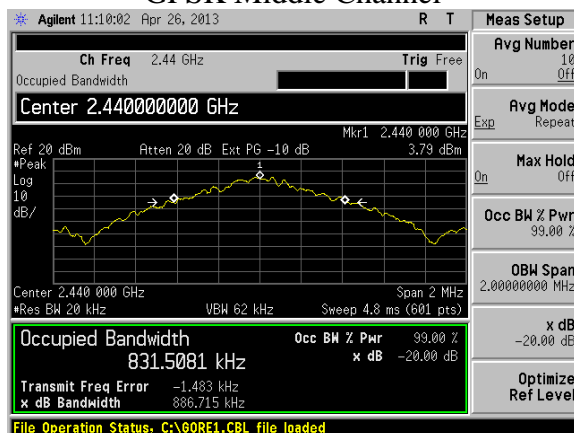 GFSK Middle Channel
Agilent 11:10:02 Apr 26, 2013 R T
Meas Setup
Ch Freq 2.44 GHz Trig Free
Occupied Bandwidth
Center 2.440000000 GHz
Mkr1 2.440 000 GHz
Ref 20 dBm Atten 20 dB Ext PG -10 dB 3.79 dBm
#Peak
Log
10
dB/
1
Center 2.440 000 GHz Span 2 MHz
#Res BW 20 kHz VBW 62 kHz Sweep 4.8 ms (601 pts)
Occupied Bandwidth Occ BW % Pwr 99.00 %
831.5081 kHz x dB -20.00 dB
Transmit Freq Error -1.483 kHz
x dB Bandwidth 886.715 kHz
File Operation Status, C:\GORE1.CBL file loaded
Avg Number
10
On Off
Avg Mode
Exp Repeat
Max Hold
On Off
Occ BW % Pwr
99.00 %
OBW Span
2.00000000 MHz
x dB
-20.00 dB
Optimize
Ref Level